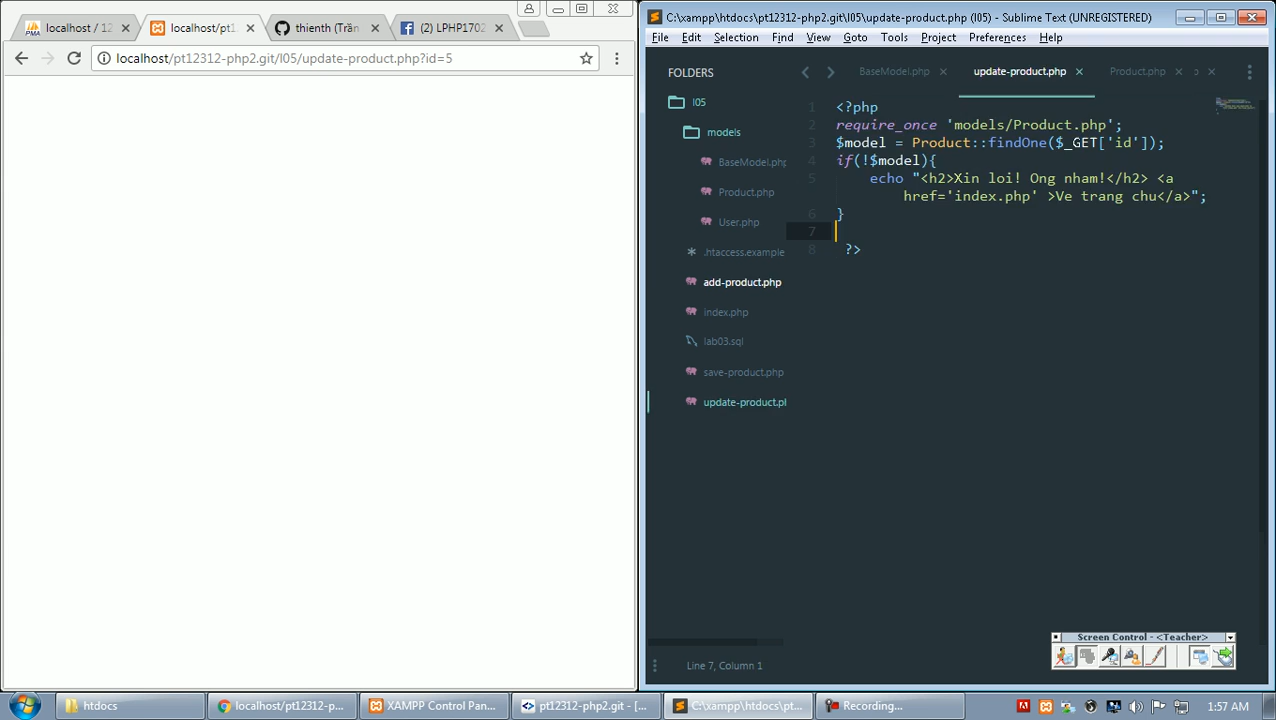 localhost / 12
localhost/pt1
thienth (Trần
(2) LPHP1702
localhost/pt12312-php2.git/l05/update-product.php?id=5
C:\xampp\htdocs\pt12312-php2.git\l05\update-product.php (l05) - Sublime Text (UNREGISTERED)
File Edit Selection Find View Goto Tools Project Preferences Help
FOLDERS
l05
models
BaseModel.php
Product.php
User.php
.htaccess.example
add-product.php
index.php
lab03.sql
save-product.php
update-product.pl
BaseModel.php
update-product.php
Product.php
1 <?php
2 require_once 'models/Product.php';
3 $model = Product::findOne($_GET['id']);
4 if(!$model){
5 echo "<h2>Xin loi! Ong nham!</h2> <a
href='index.php' >Ve trang chu</a>";
6 }
7
8 ?>
Line 7, Column 1
Screen Control - <Teacher>
htdocs
localhost/pt12312-p...
XAMPP Control Pan...
pt12312-php2.git - [...
C:\xampp\htdocs\pt...
Recording...
1:57 AM